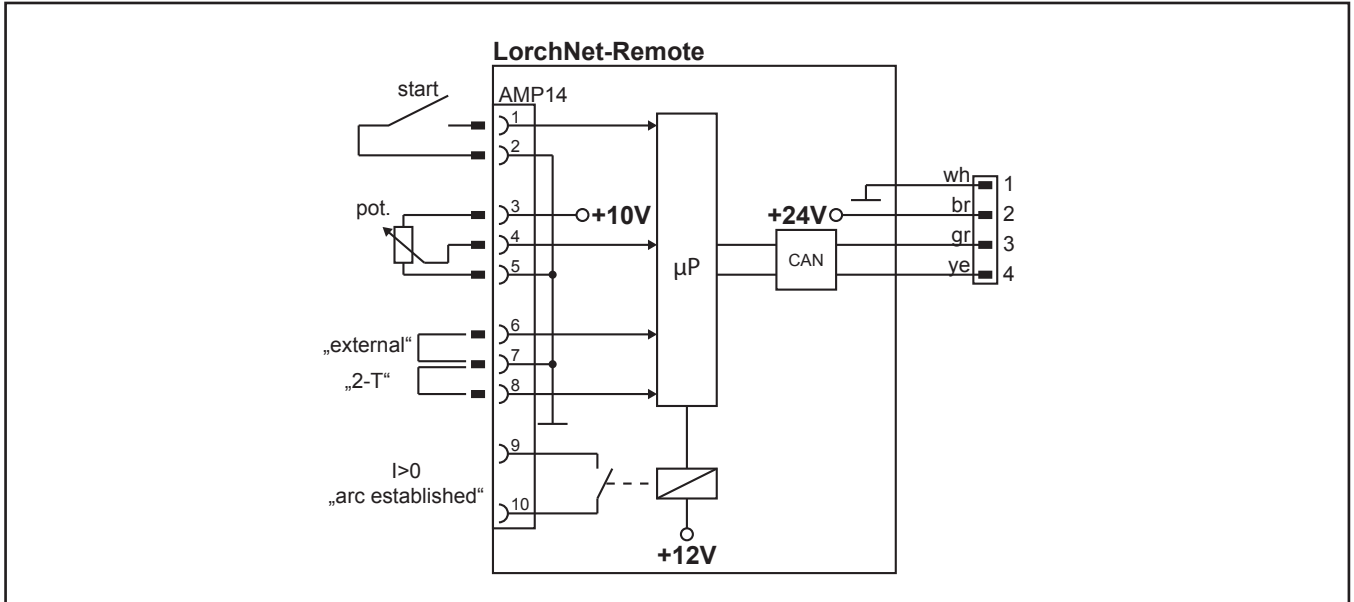 LorchNet-Remote
AMP14
start
1
2
pot.
3
+10V
4
5
„external“
6
7
„2-T“
8
I>0
„arc established“
9
10
µP
+12V
CAN
+24V
wh 1
br 2
gr 3
ye 4